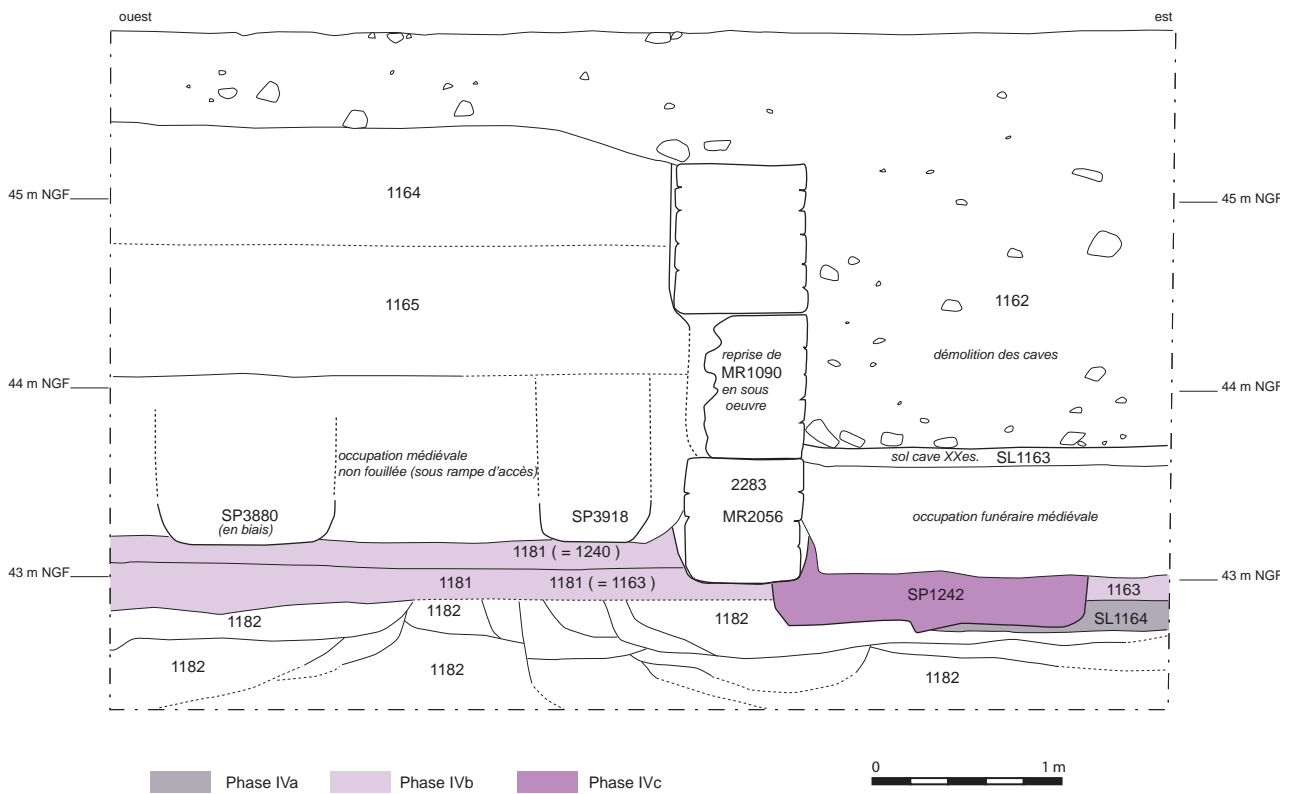 ouest
est
45 m NGF
45 m NGF
1164
1165
1162
reprise de
MR1090
en sous
oeuvre
démolition des caves
44 m NGF
44 m NGF
occupation médiévale
non fouillée (sous rampe d'accès)
sol cave XXes. SL1163
2283
MR2056
SP3880
(en biais)
SP3918
occupation funéraire médiévale
1181 ( = 1240 )
43 m NGF
43 m NGF
1181
1181 ( = 1163 )
SP1242
1163
SL1164
1182
1182
1182
1182
1182
1182
Phase IVa
Phase IVb
Phase IVc
0
1 m